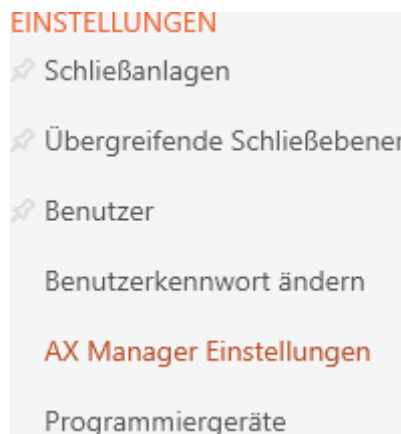 EINSTELLUNGEN
Schließanlagen
Übergreifende Schließebenen
Benutzer
Benutzerkennwort ändern
AX Manager Einstellungen
Programmiergeräte